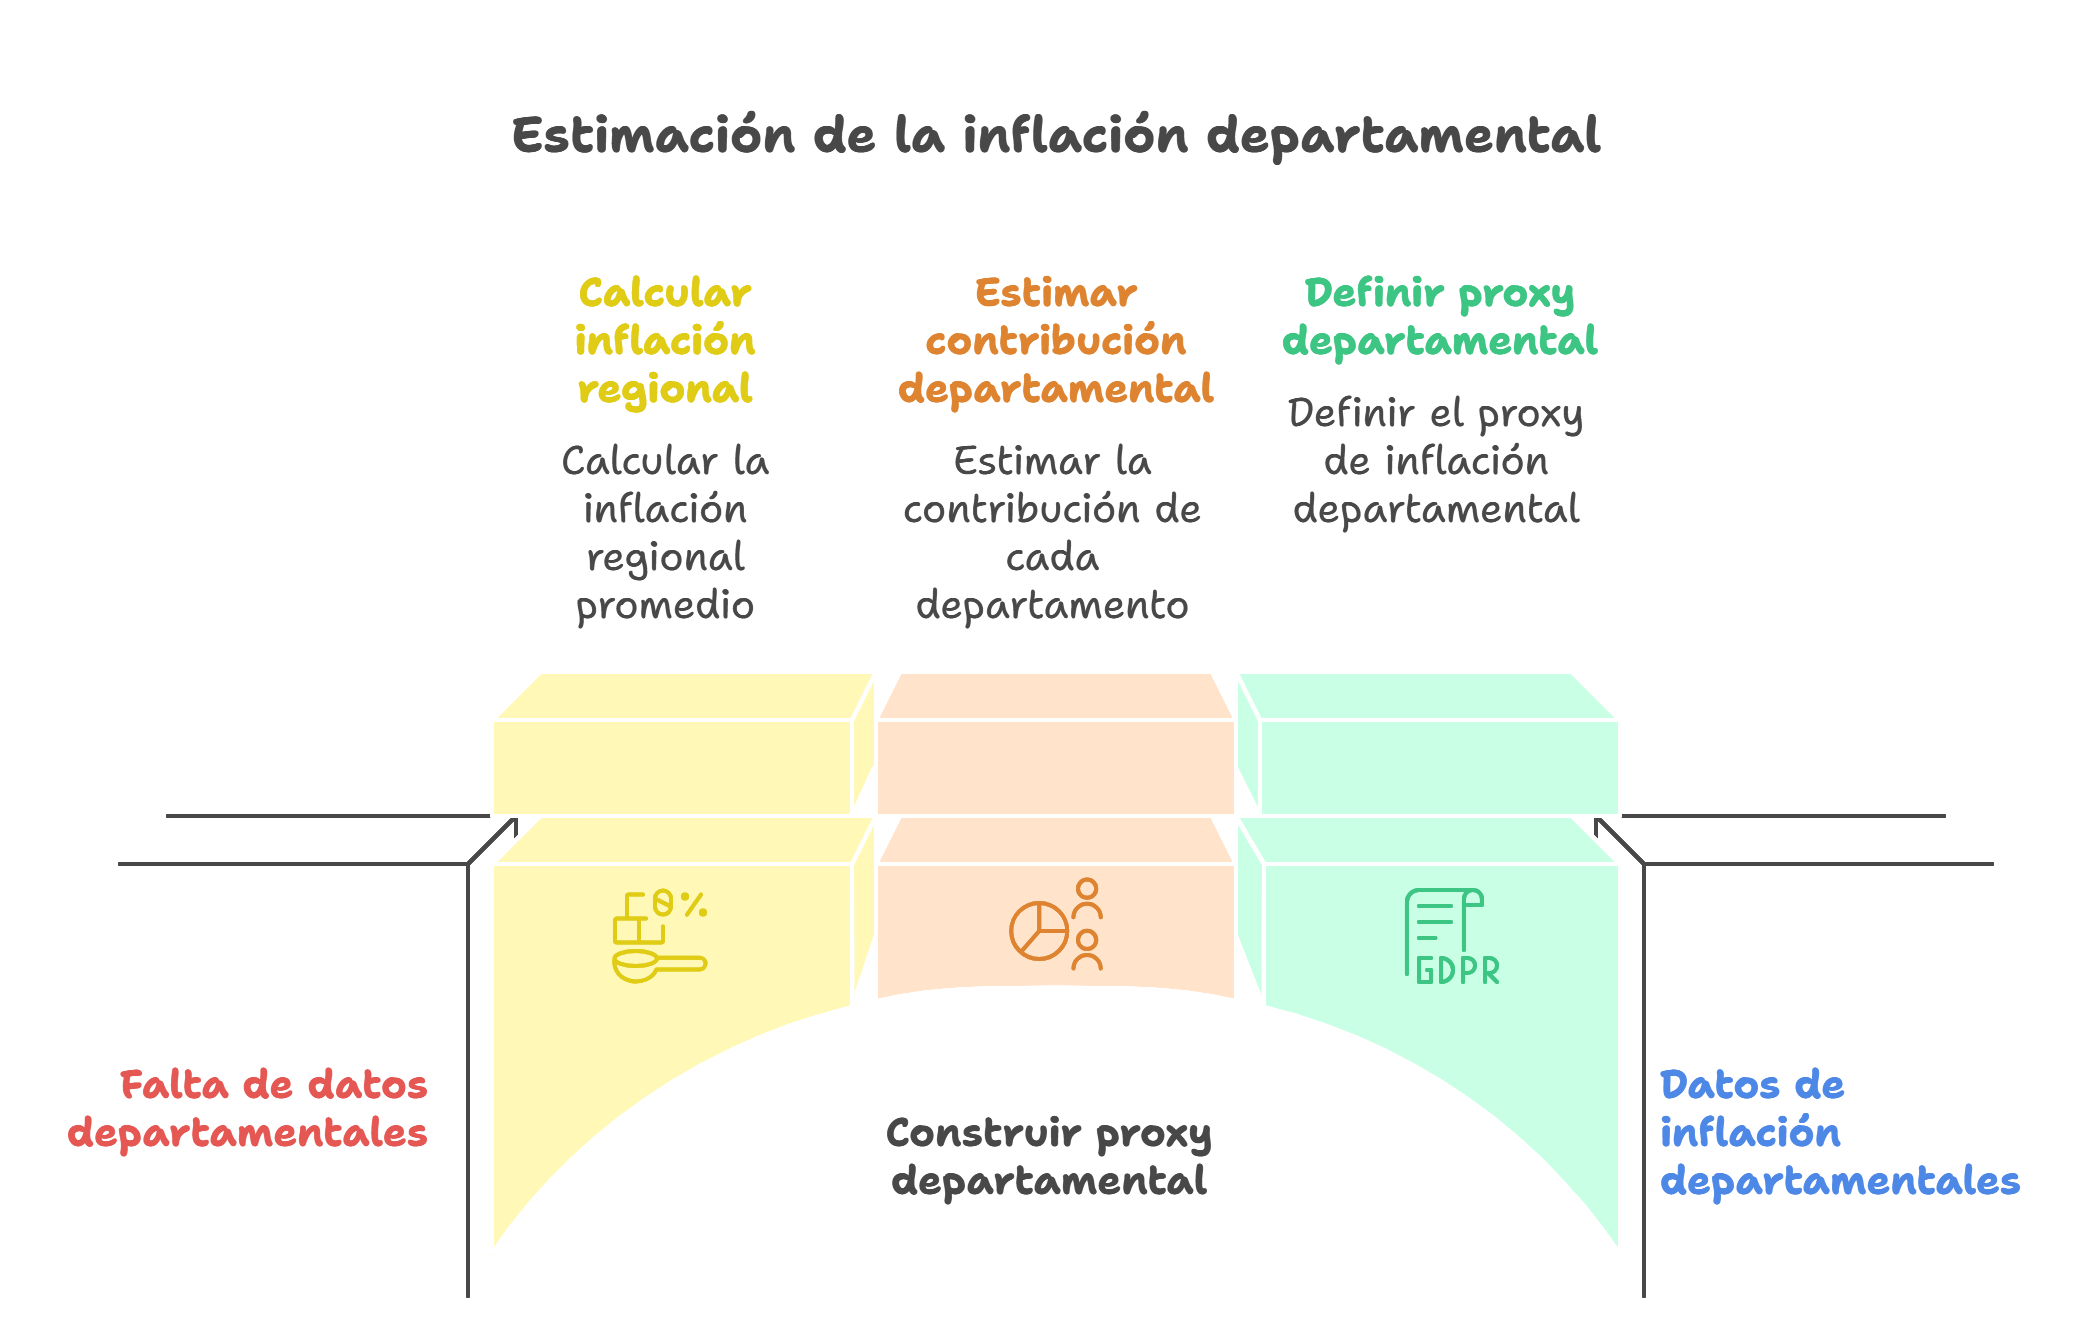 Estimación de la inflación departamental
Calcular
inflación
regional
Calcular la
inflación
regional
promedio
Estimar
contribución
departamental
Estimar la
contribución de
cada
departamento
Definir proxy
departamental
Definir el proxy
de inflación
departamental
0%
GDPR
Falta de datos
departamentales
Construir proxy
departamental
Datos de
inflación
departamentales